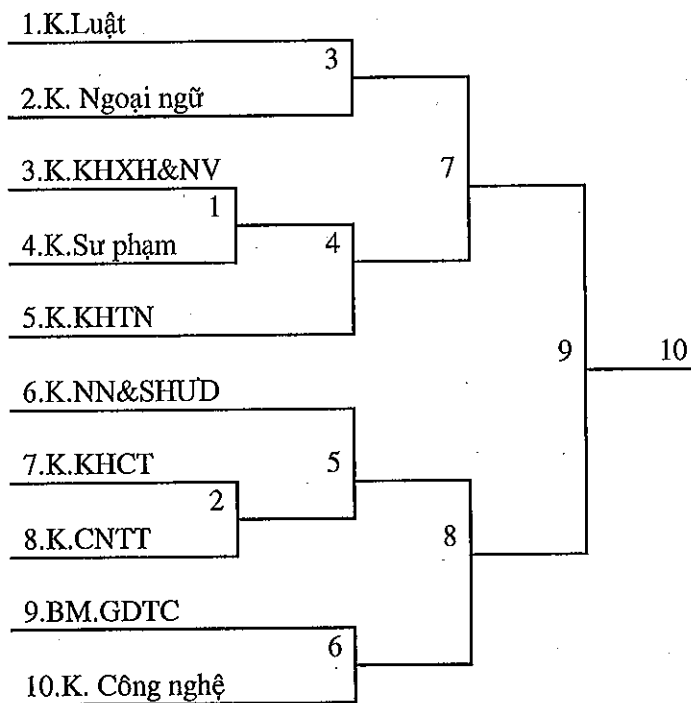 1.K.Luật
3
2.K. Ngoại ngữ
3.K.KHXH&NV
7
1
4.K.Sư phạm
4
5.K.KHTN
9
10
6.K.NN&SHƯD
7.K.KHCT
5
2
8.K.CNTT
8
9.BM.GDTC
6
10.K. Công nghệ